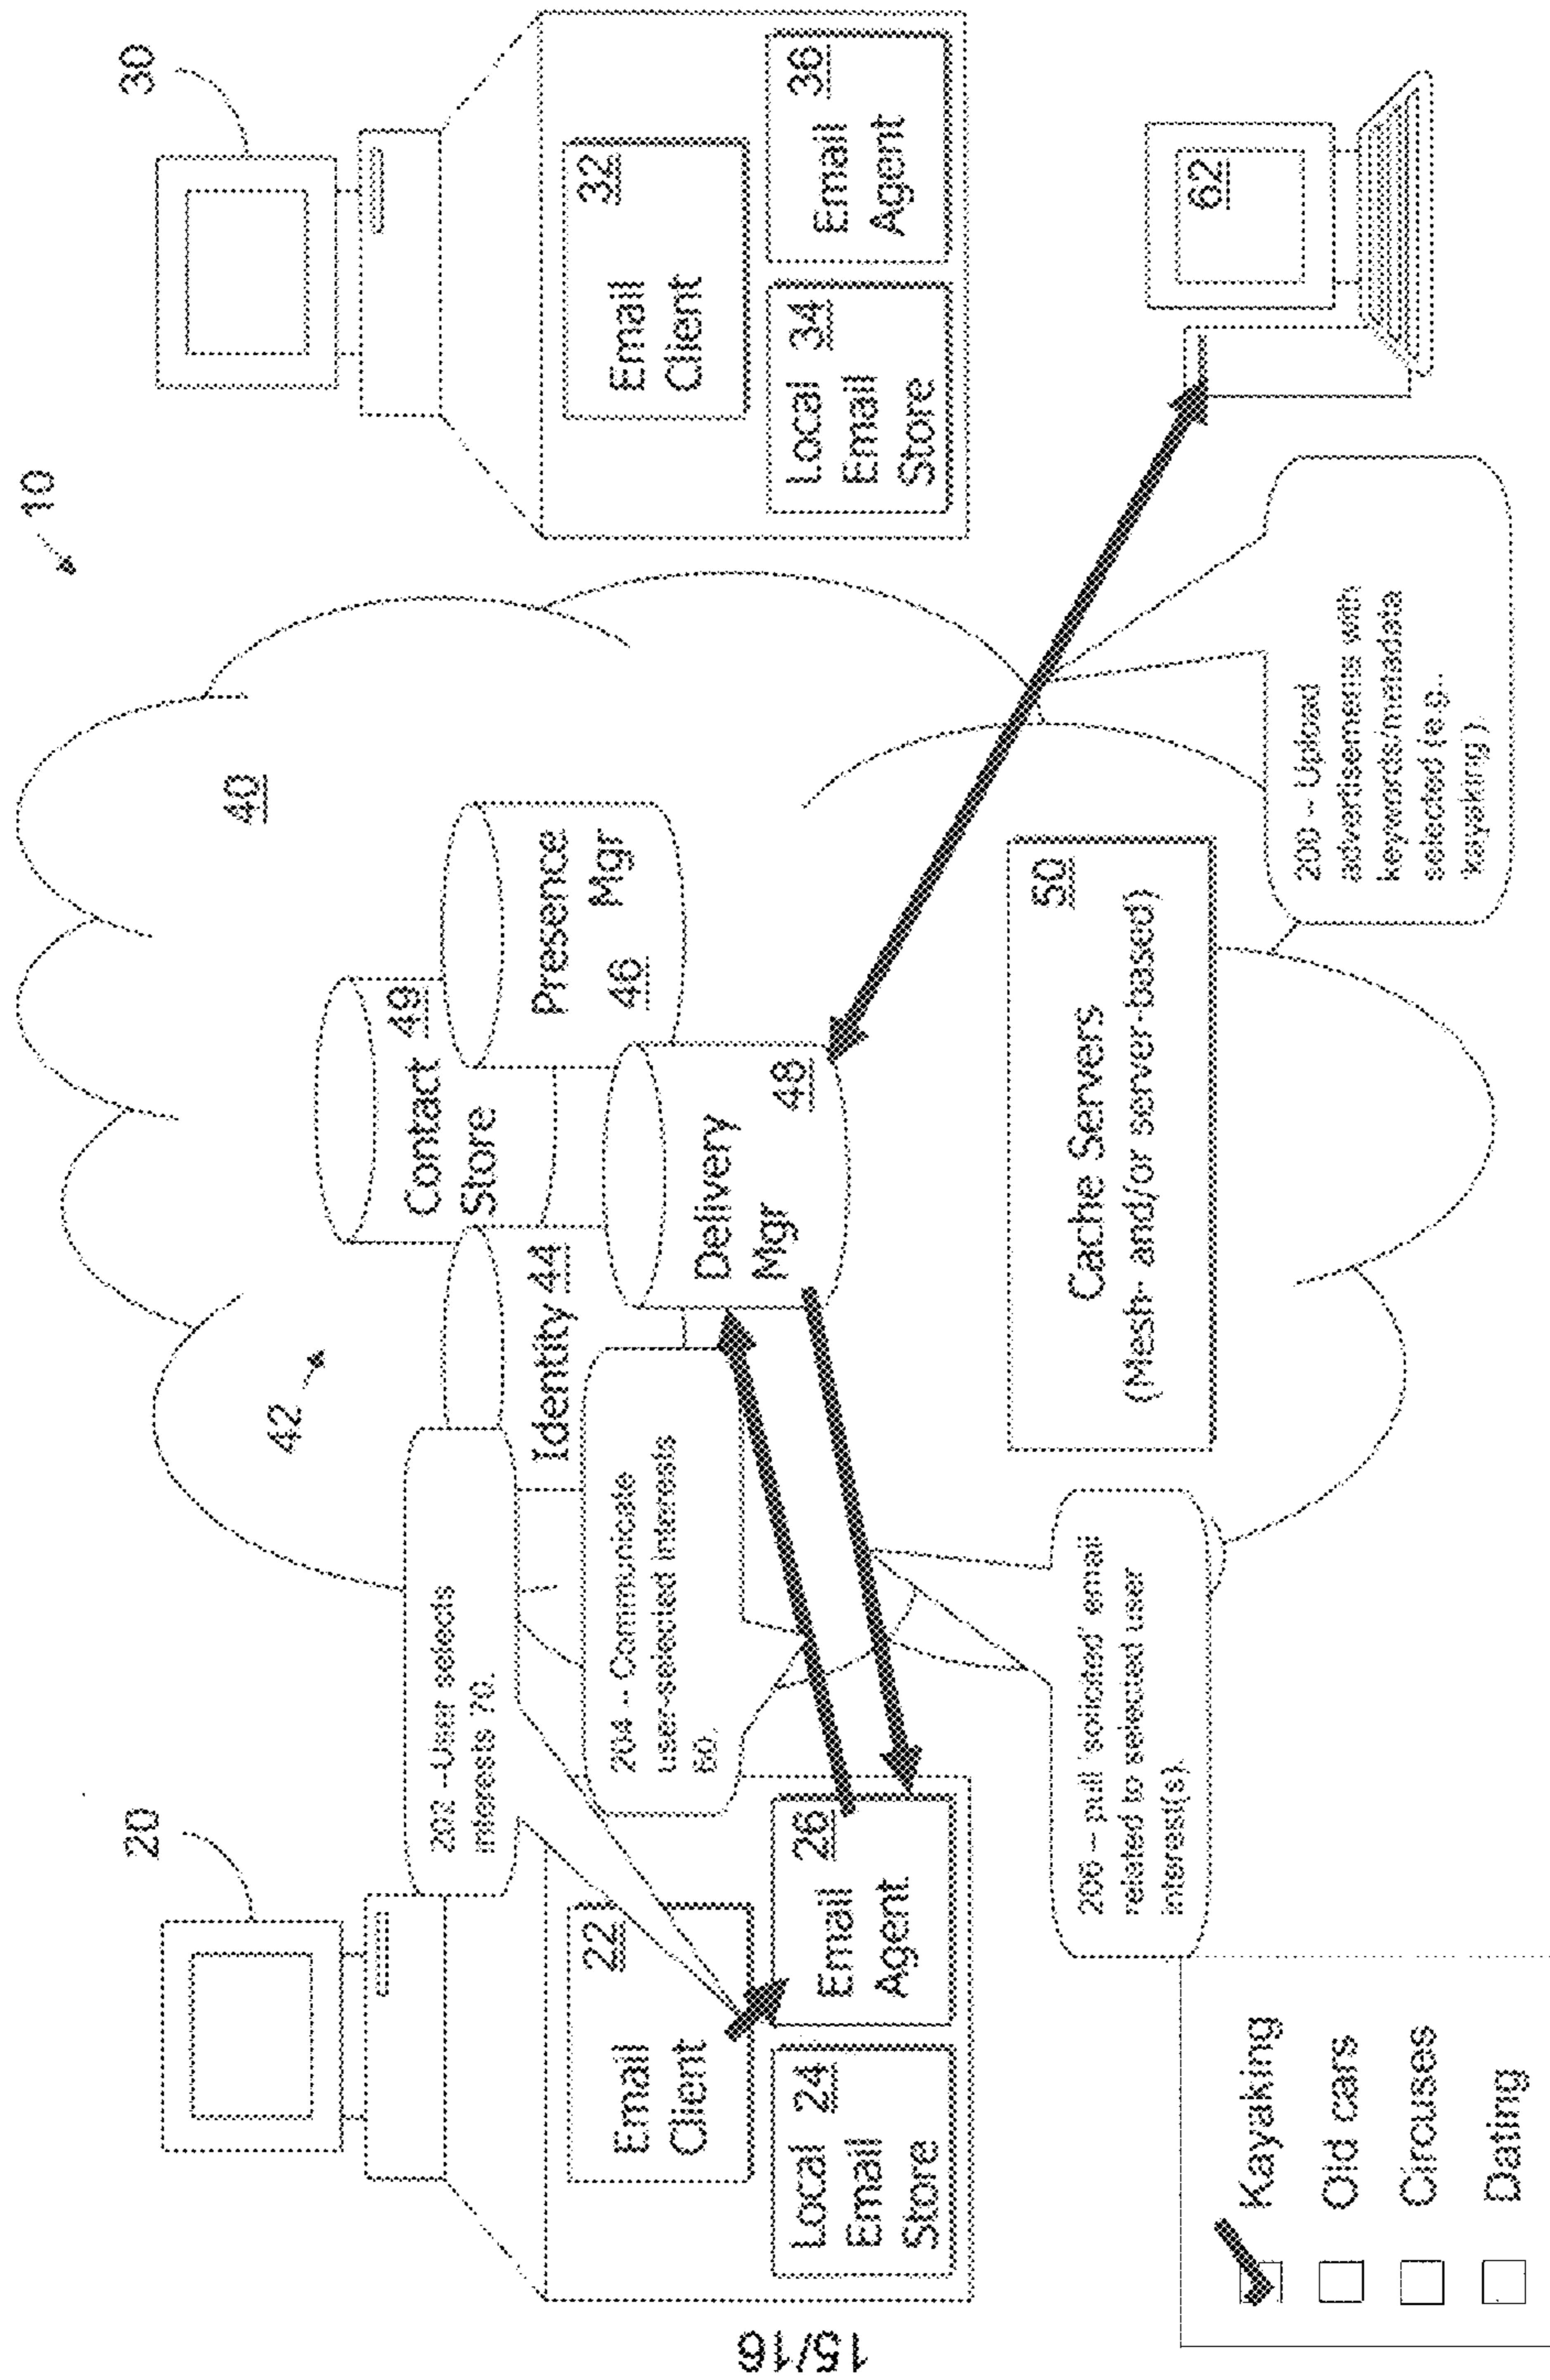 10
20
30
40
42
Email 22
Client
Local 24
Email
Store
Email 26
Agent
202 -- User selects
interests 70.
204 -- Communicate
user-selected interests
206 -- pull 'solicited' email
related to selected user
interest(s).
Identity 44
Contact 49
Store
Presence
46 Mgr
Delivery
Mgr 48
50
Cache Servers
(Mesh- and/or server-based)
Email 32
Client
Local 34
Email
Store
Email 36
Agent
62
200 -- Upload
advertisements with
keywords/metadata
selected (e.g.,
'kayaking').
Kayaking
Old cars
Circuses
Dating
15/16